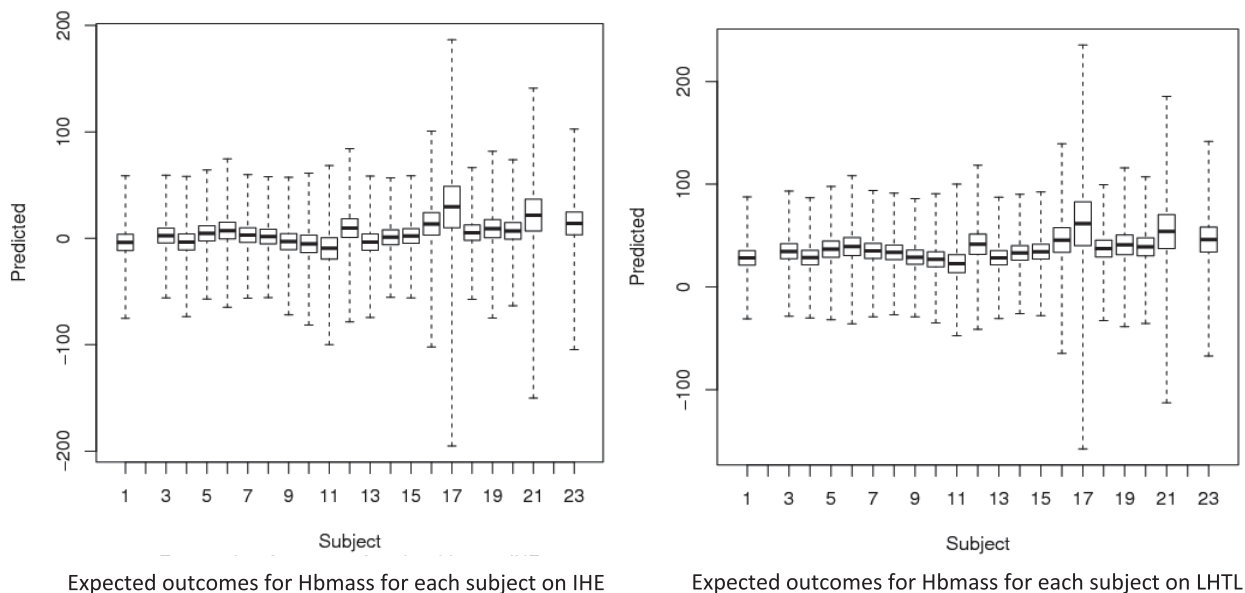 200
100
0
−100
−200
Predicted
1 3 5 7 9 11 13 15 17 19 21 23
Subject
Expected outcomes for Hbmass for each subject on IHE
200
100
0
−100
Predicted
1 3 5 7 9 11 13 15 17 19 21 23
Subject
Expected outcomes for Hbmass for each subject on LHTL